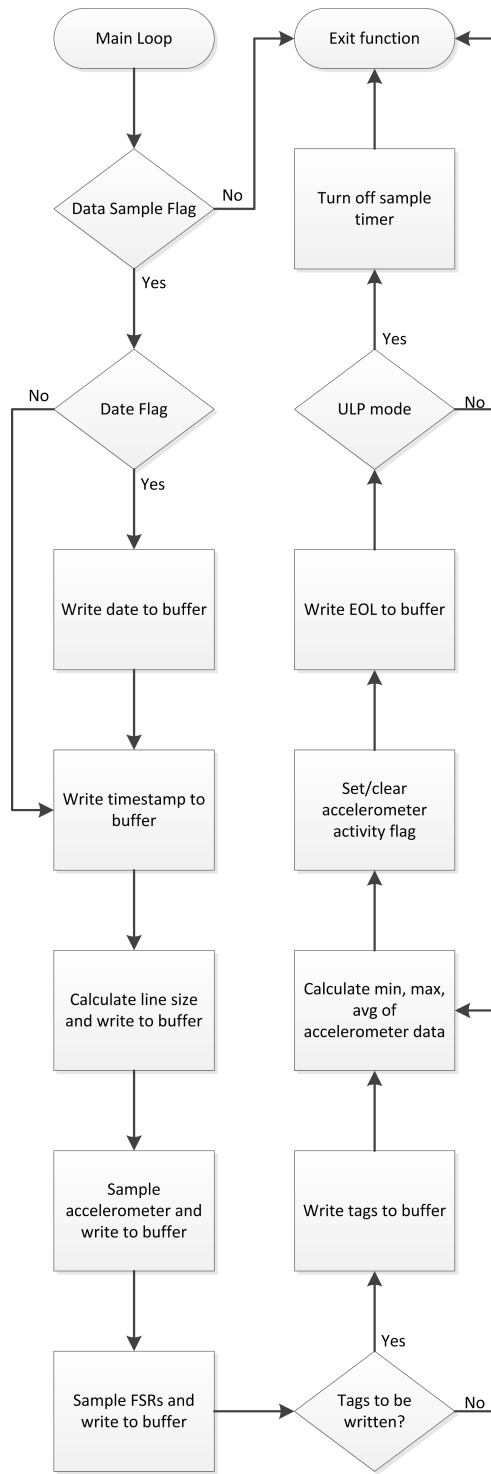 Main Loop
Exit function
Data Sample Flag
No
Turn off sample
timer
Yes
Yes
No
Date Flag
ULP mode
No
Yes
Write date to buffer
Write EOL to buffer
Write timestamp to
buffer
Set/clear
accelerometer
activity flag
Calculate line size
and write to buffer
Calculate min, max,
avg of
accelerometer data
Sample
accelerometer and
write to buffer
Write tags to buffer
Yes
Sample FSRs and
write to buffer
Tags to be
written?
No